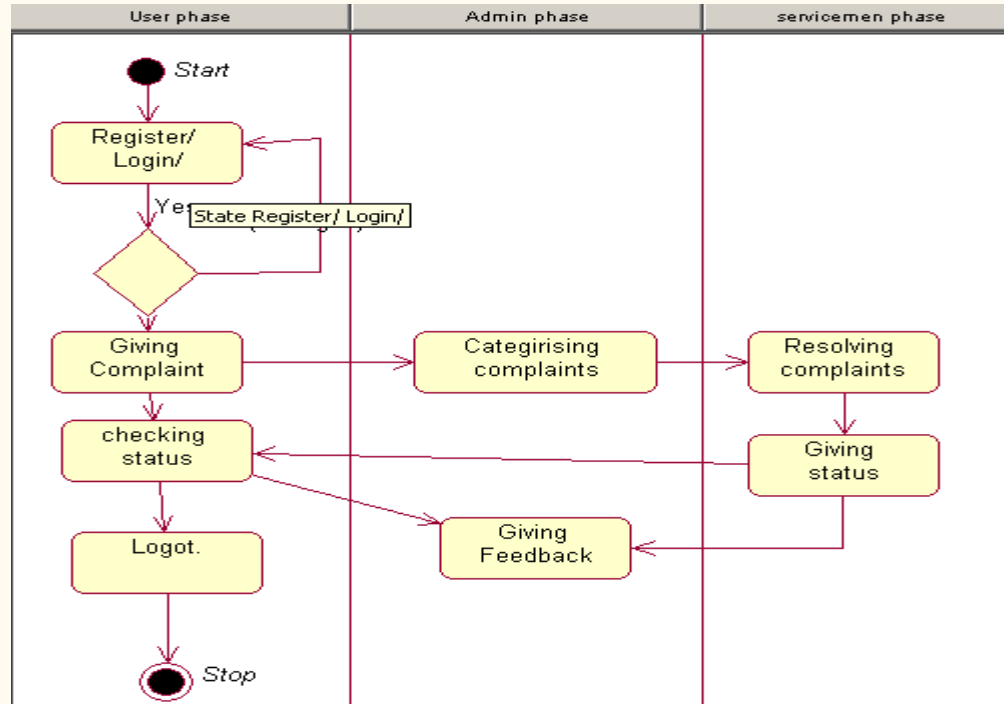 User phase
Admin phase
servicemen phase
Start
Register/
Login/
Yes
State Register/ Login/
Giving
Complaint
Categirising
complaints
Resolving
complaints
checking
status
Giving
status
Giving
Feedback
Logot.
Stop